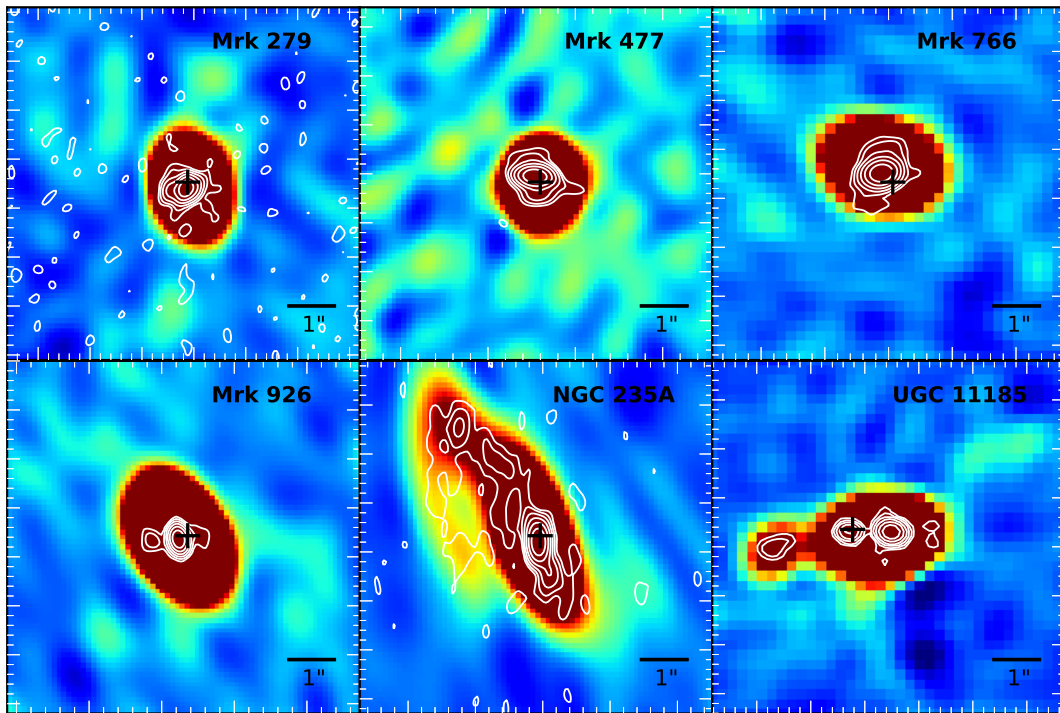 Mrk 279
1"
Mrk 477
1"
Mrk 766
1"
Mrk 926
1"
NGC 235A
1"
UGC 11185
1"